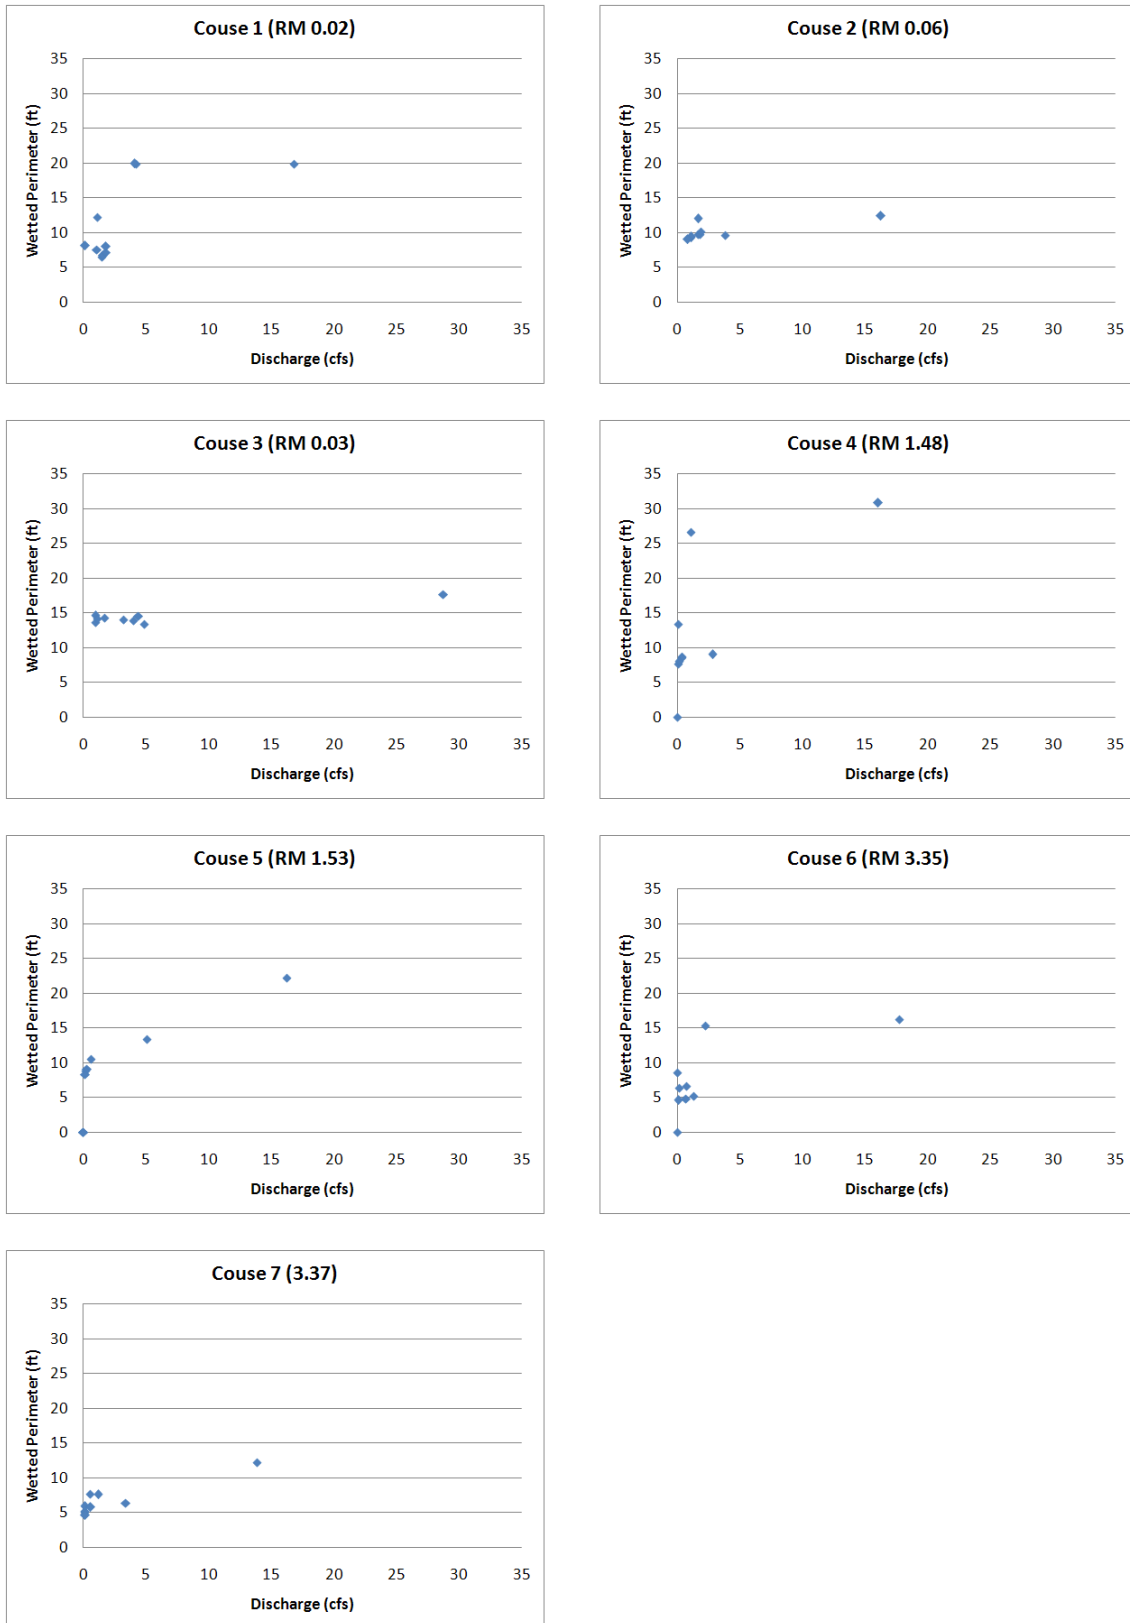 Couse 1 (RM 0.02)
35
30
25
20
15
10
5
0
Wetted Perimeter (ft)
0 5 10 15 20 25 30 35
Discharge (cfs)
Couse 2 (RM 0.06)
35
30
25
20
15
10
5
0
Wetted Perimeter (ft)
0 5 10 15 20 25 30 35
Discharge (cfs)
Couse 3 (RM 0.03)
35
30
25
20
15
10
5
0
Wetted Perimeter (ft)
0 5 10 15 20 25 30 35
Discharge (cfs)
Couse 4 (RM 1.48)
35
30
25
20
15
10
5
0
Wetted Perimeter (ft)
0 5 10 15 20 25 30 35
Discharge (cfs)
Couse 5 (RM 1.53)
35
30
25
20
15
10
5
0
Wetted Perimeter (ft)
0 5 10 15 20 25 30 35
Discharge (cfs)
Couse 6 (RM 3.35)
35
30
25
20
15
10
5
0
Wetted Perimeter (ft)
0 5 10 15 20 25 30 35
Discharge (cfs)
Couse 7 (3.37)
35
30
25
20
15
10
5
0
Wetted Perimeter (ft)
0 5 10 15 20 25 30 35
Discharge (cfs)